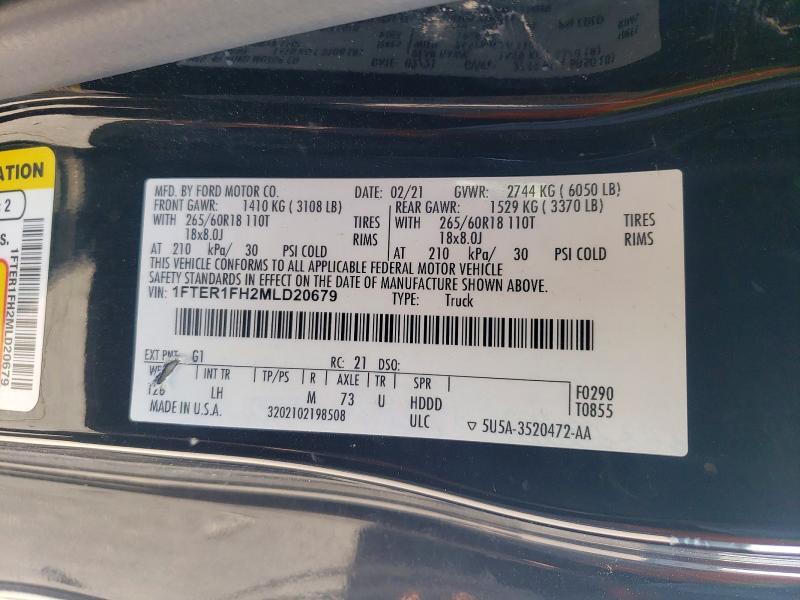 ATION
: 2
S.
1FTER1FH2MLD20679
MFD. BY FORD MOTOR CO. DATE: 02/21 GVWR: 2744 KG ( 6050 LB)
FRONT GAWR: 1410 KG ( 3108 LB) REAR GAWR: 1529 KG ( 3370 LB)
WITH 265/60R18 110T TIRES WITH 265/60R18 110T TIRES
18x8.0J RIMS 18x8.0J RIMS
AT 210 kPa/ 30 PSI COLD AT 210 kPa/ 30 PSI COLD
THIS VEHICLE CONFORMS TO ALL APPLICABLE FEDERAL MOTOR VEHICLE
SAFETY STANDARDS IN EFFECT ON THE DATE OF MANUFACTURE SHOWN ABOVE.
VIN: 1FTER1FH2MLD20679 TYPE: Truck
EXT PNT: G1 RC: 21 DSO:
INT TR TP/PS R AXLE TR SPR
126 LH M 73 U HDDD F0290
MADE IN U.S.A. 3202102198508 ULC T0855
▽ 5U5A-3520472-AA